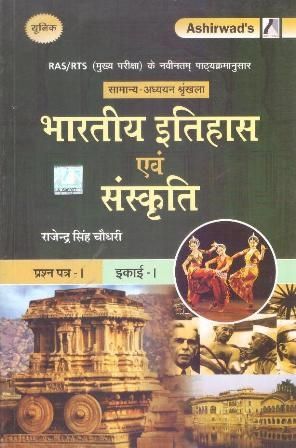 यूनिक
Ashirwad's
RAS/RTS (मुख्य परीक्षा) के नवीनतम् पाठ्यक्रमानुसार
सामान्य-अध्ययन श्रृंखला
भारतीय इतिहास
एवं
संस्कृति
राजेन्द्र सिंह चौधरी
प्रश्न पत्र-I
इकाई-I